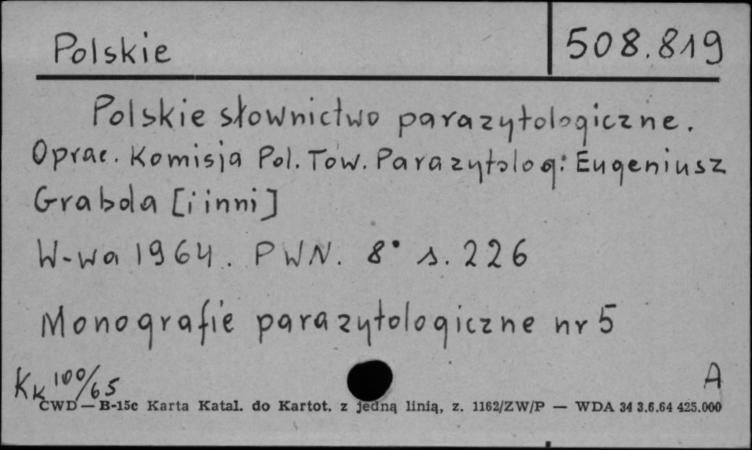 Polskie
508.819
Polskie słownictwo parazytologiczne.
Oprac. Komisja Pol. Tow. Parazytolog: Eugeniusz
Grabda [i inni]
W-wa 1964. PWN. 8° s. 226
Monografie parazytologiczne nr 5
Kk 100/65
A
CWD — B-15c Karta Katal. do Kartot. z jedną linią, z. 1162/ZW/P — WDA 34 3.6.64 425.000